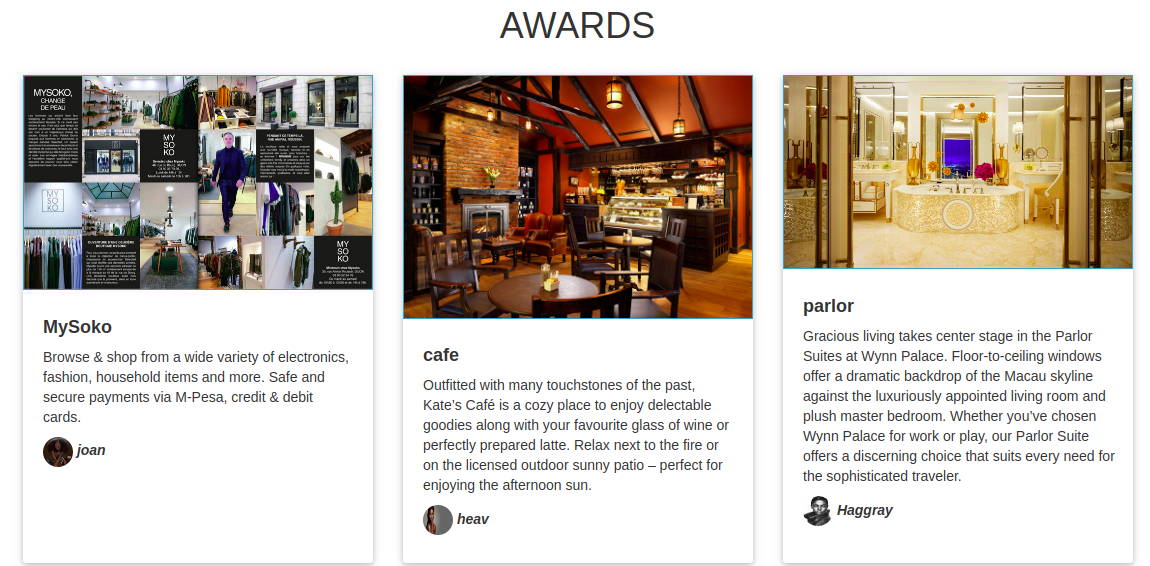 AWARDS
MYSOKO,
CHANGE
DE PEAU
MY
SO
KO
MY
SO
KO
MY
SO
KO
MySoko
Browse & shop from a wide variety of electronics,
fashion, household items and more. Safe and
secure payments via M-Pesa, credit & debit
cards.
joan
cafe
Outfitted with many touchstones of the past,
Kate’s Café is a cozy place to enjoy delectable
goodies along with your favourite glass of wine or
perfectly prepared latte. Relax next to the fire or
on the licensed outdoor sunny patio – perfect for
enjoying the afternoon sun.
heav
parlor
Gracious living takes center stage in the Parlor
Suites at Wynn Palace. Floor-to-ceiling windows
offer a dramatic backdrop of the Macau skyline
against the luxuriously appointed living room and
plush master bedroom. Whether you’ve chosen
Wynn Palace for work or play, our Parlor Suite
offers a discerning choice that suits every need for
the sophisticated traveler.
Haggray